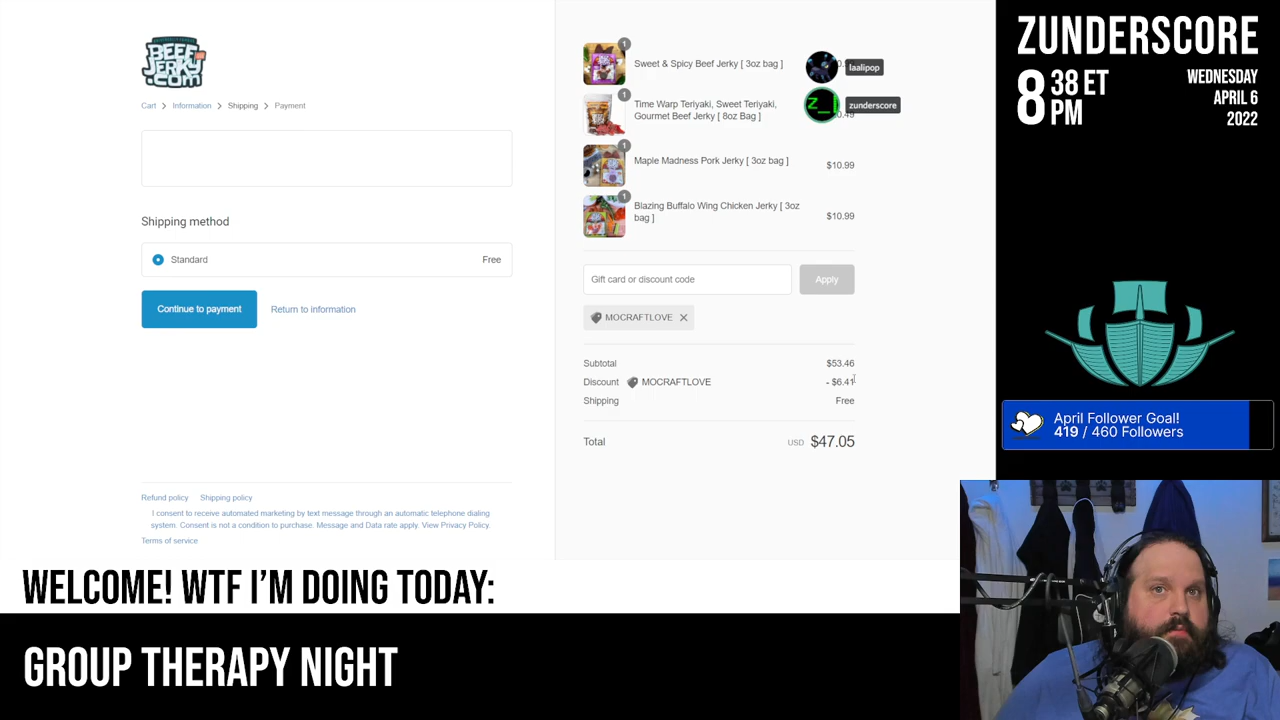 BEEF
JERKY
.COM
Cart > Information > Shipping > Payment
Shipping method
Standard Free
Continue to payment Return to information
Refund policy Shipping policy
I consent to receive automated marketing by text message through an automatic telephone dialing
system. Consent is not a condition to purchase. Message and Data rate apply. View Privacy Policy.
Terms of service
1
Sweet & Spicy Beef Jerky [ 3oz bag ]
laalipop
1
Time Warp Teriyaki, Sweet Teriyaki,
Gourmet Beef Jerky [ 8oz Bag ]
Z_
zunderscore
1
Maple Madness Pork Jerky [ 3oz bag ] $10.99
1
Blazing Buffalo Wing Chicken Jerky [ 3oz
bag ]
$10.99
Gift card or discount code Apply
MOCRAFTLOVE
Subtotal $53.46
Discount MOCRAFTLOVE - $6.41
Shipping Free
Total USD $47.05
ZUNDERSCORE
8 38 ET
PM
WEDNESDAY
APRIL 6
2022
April Follower Goal!
419 / 460 Followers
WELCOME! WTF I'M DOING TODAY:
GROUP THERAPY NIGHT